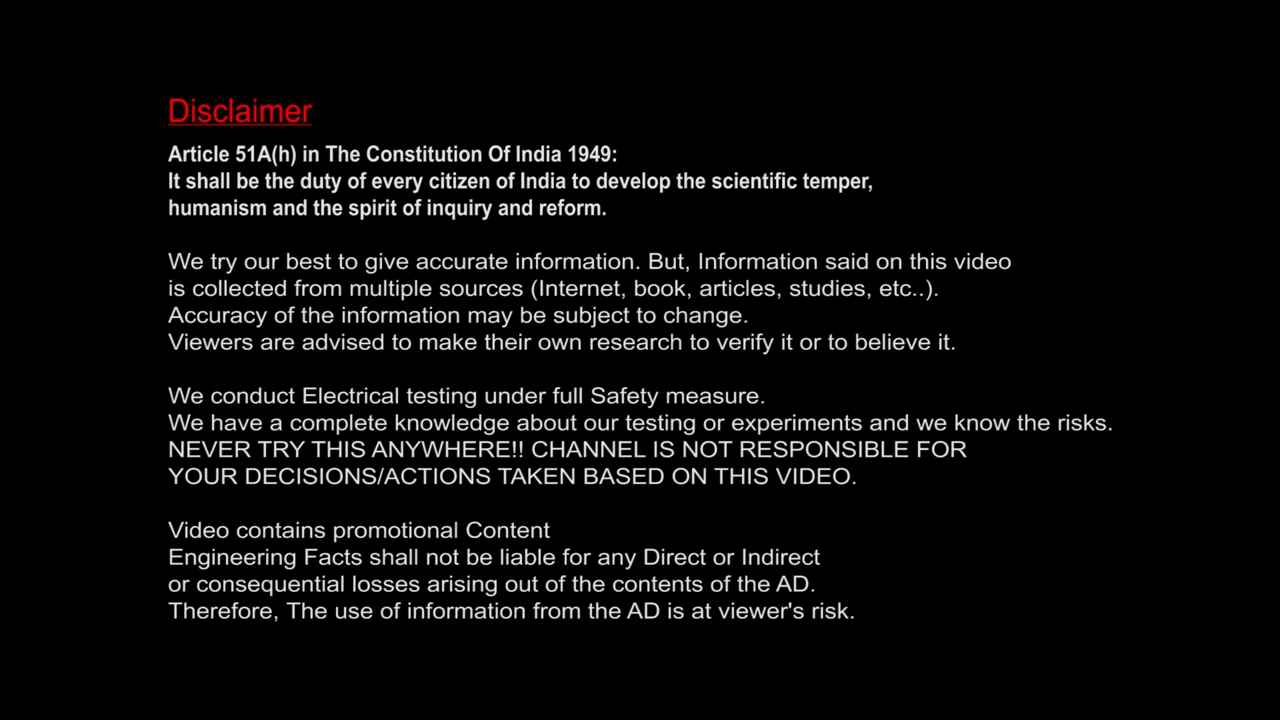 Disclaimer
Article 51A(h) in The Constitution Of India 1949:
It shall be the duty of every citizen of India to develop the scientific temper,
humanism and the spirit of inquiry and reform.
We try our best to give accurate information. But, Information said on this video
is collected from multiple sources (Internet, book, articles, studies, etc..).
Accuracy of the information may be subject to change.
Viewers are advised to make their own research to verify it or to believe it.
We conduct Electrical testing under full Safety measure.
We have a complete knowledge about our testing or experiments and we know the risks.
NEVER TRY THIS ANYWHERE!! CHANNEL IS NOT RESPONSIBLE FOR
YOUR DECISIONS/ACTIONS TAKEN BASED ON THIS VIDEO.
Video contains promotional Content
Engineering Facts shall not be liable for any Direct or Indirect
or consequential losses arising out of the contents of the AD.
Therefore, The use of information from the AD is at viewer's risk.